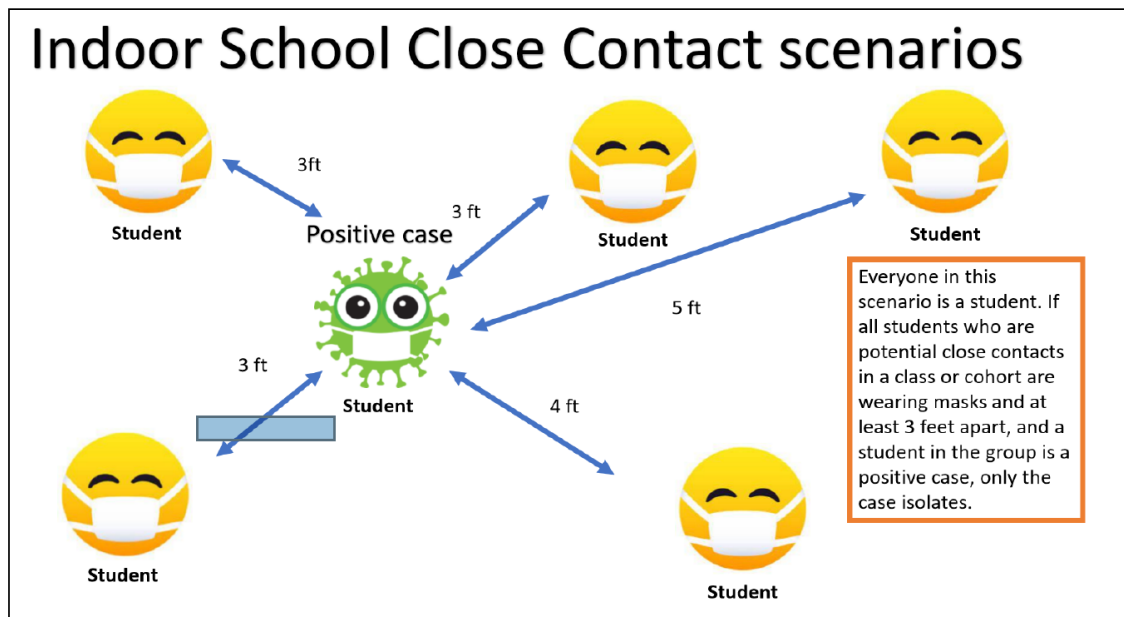 Indoor School Close Contact scenarios
3ft
3 ft
Student
Student
Student
Positive case
5 ft
3 ft
Student
4 ft
Student
Student
Everyone in this
scenario is a student. If
all students who are
potential close contacts
in a class or cohort are
wearing masks and at
least 3 feet apart, and a
student in the group is a
positive case, only the
case isolates.